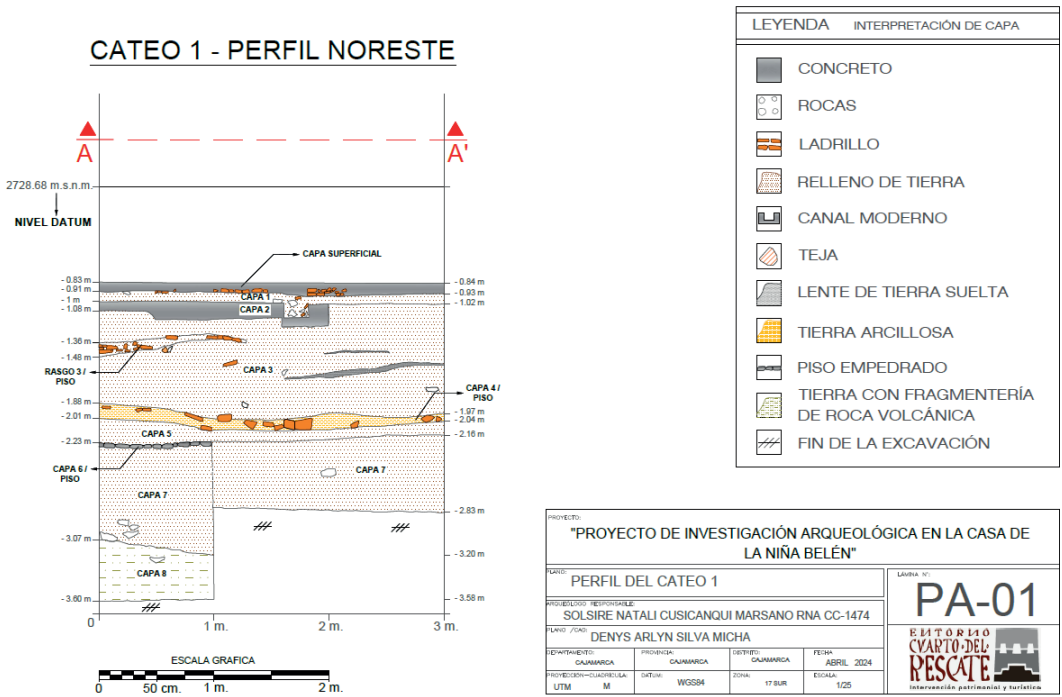 CATEO 1 - PERFIL NORESTE
A
A'
2728.68 m.s.n.m.
NIVEL DATUM
CAPA SUPERFICIAL
- 0.83 m
- 0.91 m
- 1 m
- 1.08 m
- 1.36 m
- 1.48 m
RASGO 3 /
PISO
- 1.88 m
- 2.01 m
- 2.23 m
CAPA 6 /
PISO
- 3.07 m
- 3.60 m
CAPA 1
CAPA 2
CAPA 3
CAPA 5
CAPA 7
CAPA 7
CAPA 8
- 0.84 m
- 0.93 m
- 1.02 m
CAPA 4 /
PISO
- 1.97 m
- 2.04 m
- 2.16 m
- 2.83 m
- 3.20 m
- 3.58 m
0
1 m.
2 m.
3 m.
ESCALA GRAFICA
0
50 cm.
1 m.
2 m.
LEYENDA INTERPRETACIÓN DE CAPA
CONCRETO
ROCAS
LADRILLO
RELLENO DE TIERRA
CANAL MODERNO
TEJA
LENTE DE TIERRA SUELTA
TIERRA ARCILLOSA
PISO EMPEDRADO
TIERRA CON FRAGMENTERÍA
DE ROCA VOLCÁNICA
FIN DE LA EXCAVACIÓN
PROYECTO:
"PROYECTO DE INVESTIGACIÓN ARQUEOLÓGICA EN LA CASA DE
LA NIÑA BELÉN"
PLANO:
PERFIL DEL CATEO 1
ARQUEÓLOGO RESPONSABLE:
SOLSIRE NATALI CUSICANQUI MARSANO RNA CC-1474
PLANO /CAD:
DENYS ARLYN SILVA MICHA
DEPARTAMENTO:
CAJAMARCA
PROVINCIA:
CAJAMARCA
DISTRITO:
CAJAMARCA
FECHA
ABRIL 2024
PROYECCION-CUADRÍCULA:
UTM M
DATUM:
WGS84
ZONA:
17 SUR
ESCALA:
1/25
LÁMINA N°:
PA-01
ENTORNO
CVARTO·DEL·
RESCATE
Intervención patrimonial y turística